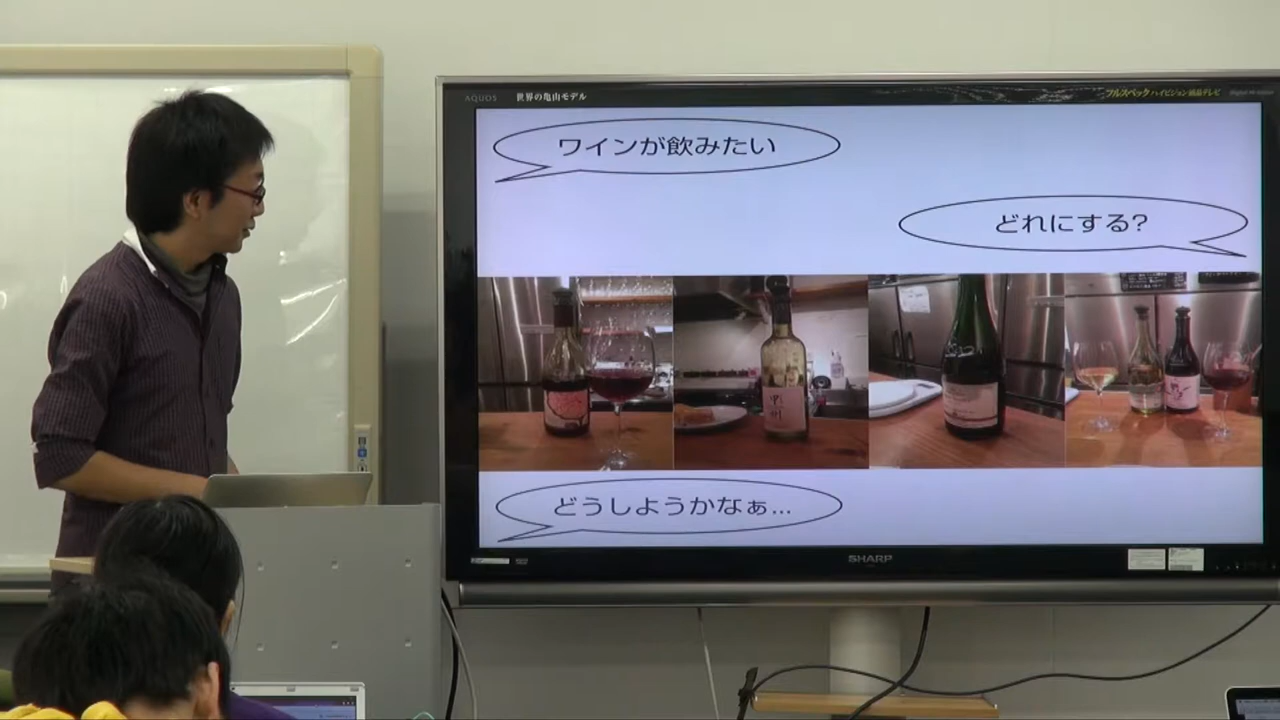 AQUOS 世界の亀山モデル
フルスペックハイビジョン液晶テレビ
ワインが飲みたい
どれにする?
甲州
どうしようかなぁ…
SHARP